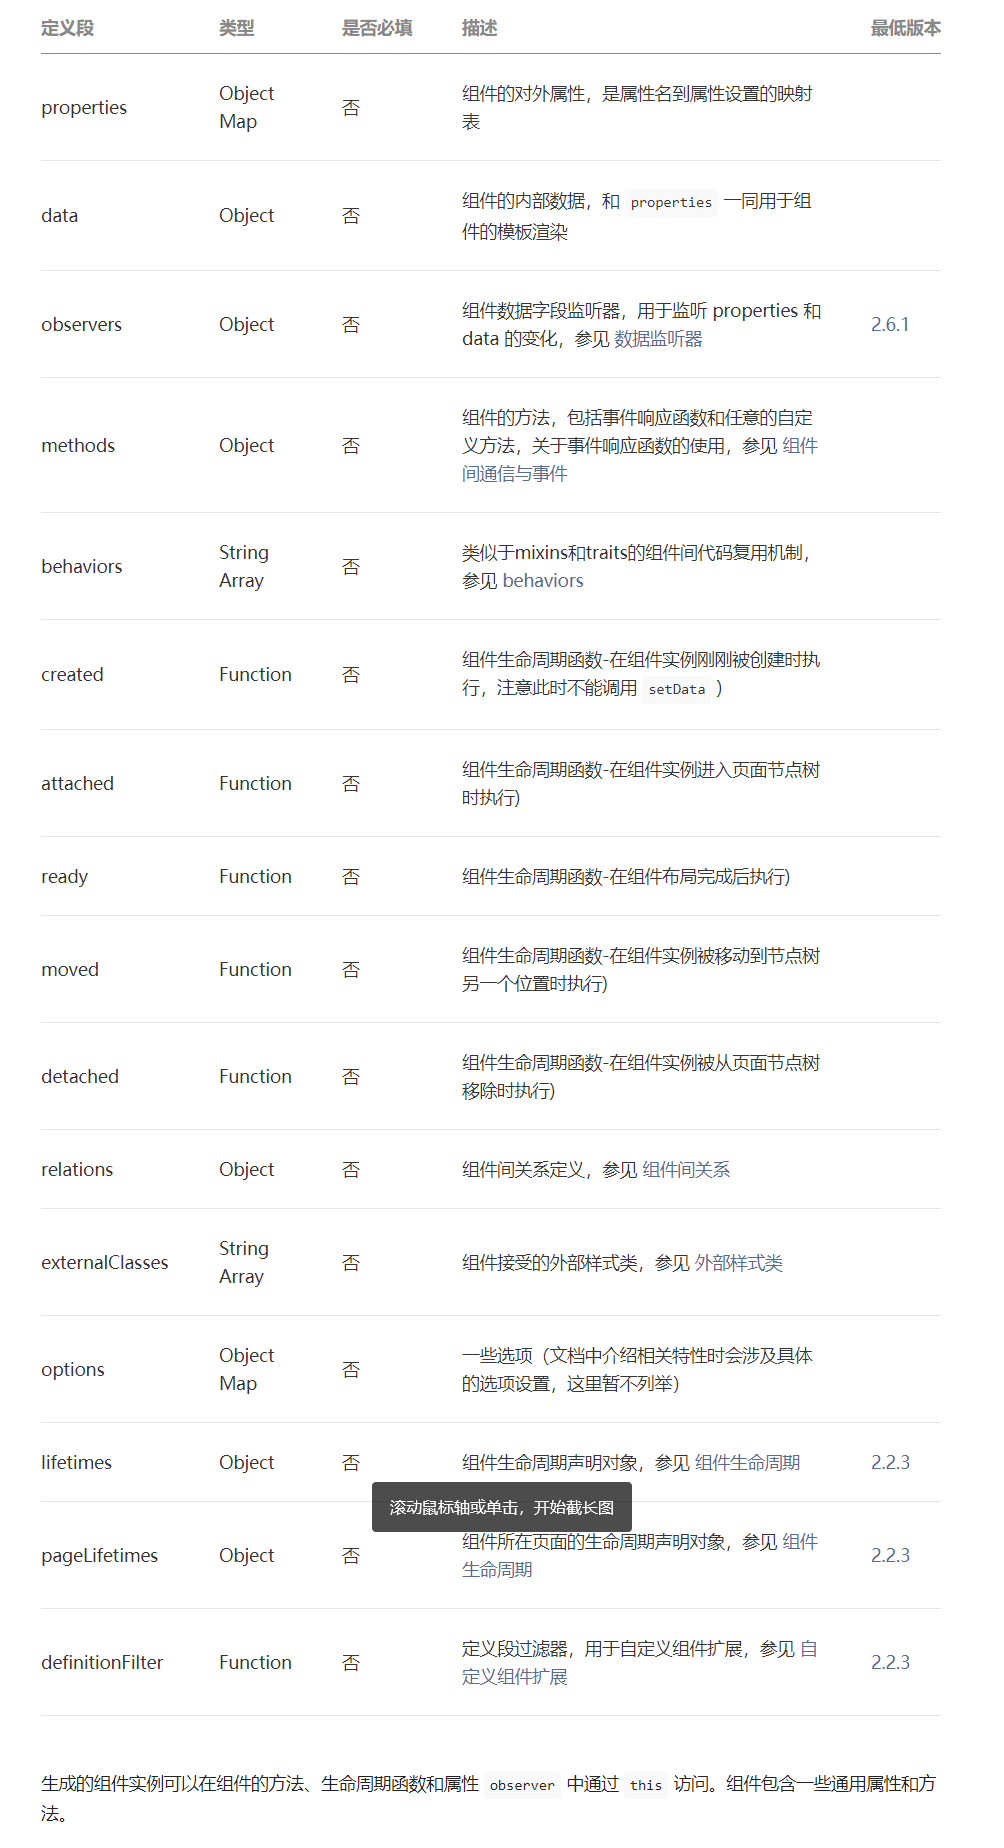 定义段 类型 是否必填 描述 最低版本
properties Object Map 否 组件的对外属性，是属性名到属性设置的映射
表
data Object 否 组件的内部数据，和 properties 一同用于组
件的模板渲染
observers Object 否 组件数据字段监听器，用于监听 properties 和 2.6.1
data 的变化，参见 数据监听器
methods Object 否 组件的方法，包括事件响应函数和任意的自定
义方法，关于事件响应函数的使用，参见 组件
间通信与事件
behaviors String Array 否 类似于mixins和traits的组件间代码复用机制，
参见 behaviors
created Function 否 组件生命周期函数-在组件实例刚刚被创建时执
行，注意此时不能调用 setData )
attached Function 否 组件生命周期函数-在组件实例进入页面节点树
时执行)
ready Function 否 组件生命周期函数-在组件布局完成后执行)
moved Function 否 组件生命周期函数-在组件实例被移动到节点树
另一个位置时执行)
detached Function 否 组件生命周期函数-在组件实例被从页面节点树
移除时执行)
relations Object 否 组件间关系定义，参见 组件间关系
externalClasses String Array 否 组件接受的外部样式类，参见 外部样式类
options Object Map 否 一些选项（文档中介绍相关特性时会涉及具体
的选项设置，这里暂不列举）
lifetimes Object 否 组件生命周期声明对象，参见 组件生命周期 2.2.3
滚动鼠标轴或单击，开始截长图
pageLifetimes Object 否 组件所在页面的生命周期声明对象，参见 组件 2.2.3
生命周期
definitionFilter Function 否 定义段过滤器，用于自定义组件扩展，参见 自 2.2.3
定义组件扩展
生成的组件实例可以在组件的方法、生命周期函数和属性 observer 中通过 this 访问。组件包含一些通用属性和方
法。